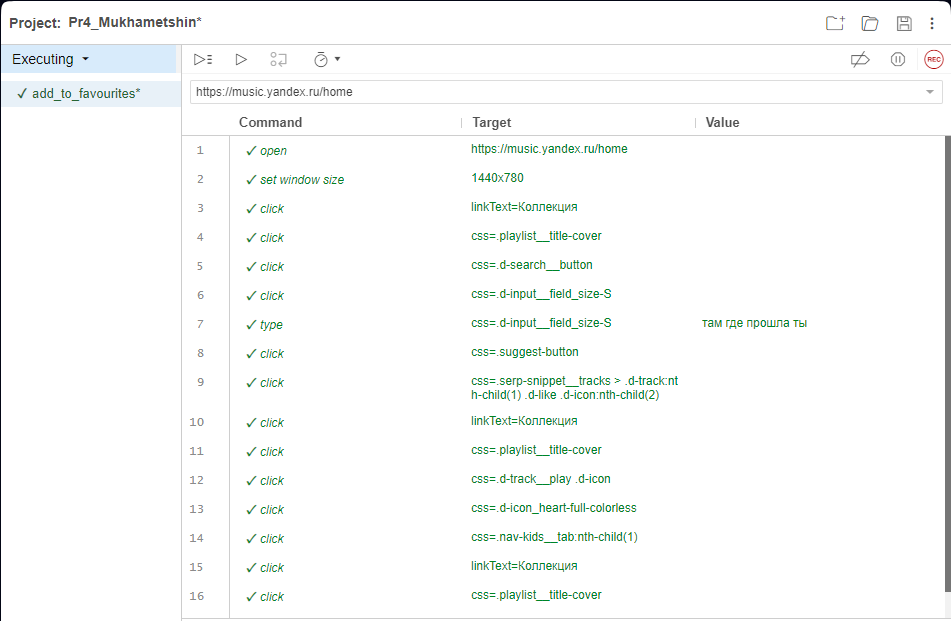 Project: Pr4_Mukhametshin*
Executing
REC
✓ add_to_favourites*
https://music.yandex.ru/home
Command Target Value
1 ✓ open https://music.yandex.ru/home
2 ✓ set window size 1440x780
3 ✓ click linkText=Коллекция
4 ✓ click css=.playlist__title-cover
5 ✓ click css=.d-search__button
6 ✓ click css=.d-input__field_size-S
7 ✓ type css=.d-input__field_size-S там где прошла ты
8 ✓ click css=.suggest-button
9 ✓ click css=.serp-snippet__tracks > .d-track:nt
h-child(1) .d-like .d-icon:nth-child(2)
10 ✓ click linkText=Коллекция
11 ✓ click css=.playlist__title-cover
12 ✓ click css=.d-track__play .d-icon
13 ✓ click css=.d-icon_heart-full-colorless
14 ✓ click css=.nav-kids__tab:nth-child(1)
15 ✓ click linkText=Коллекция
16 ✓ click css=.playlist__title-cover